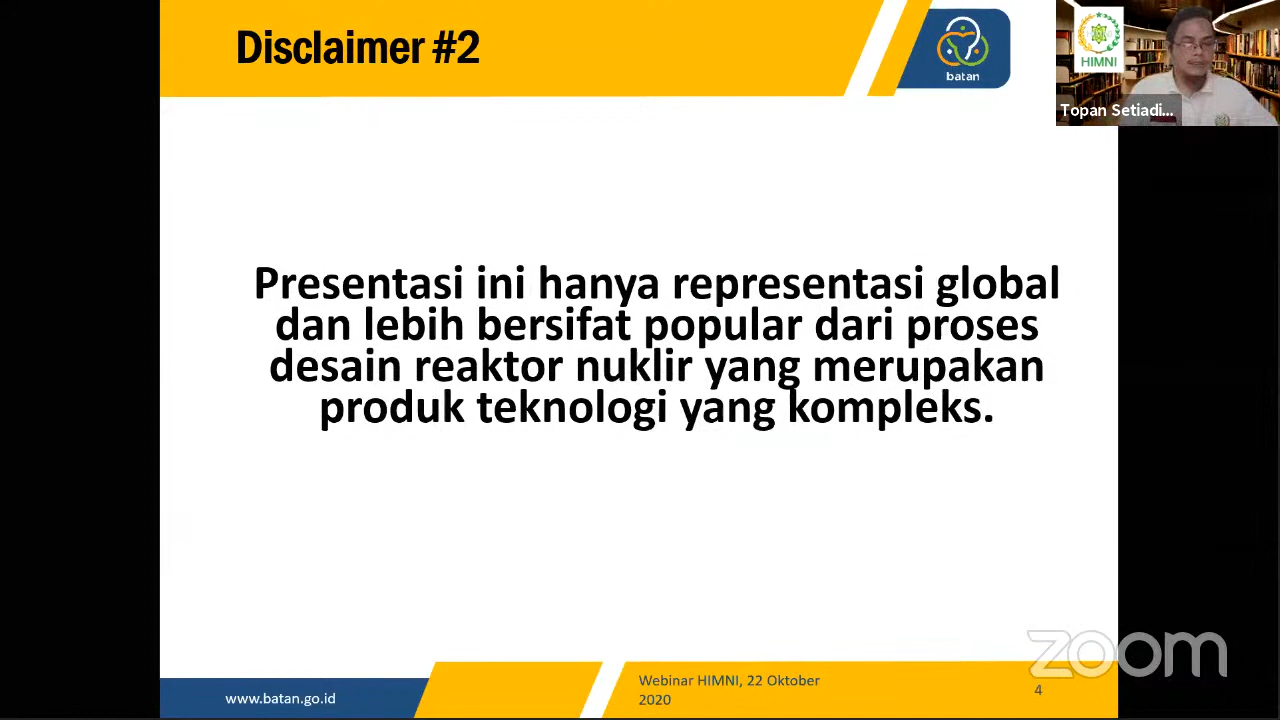 Disclaimer #2
batan
HIMNI
Topan Setiadi...
Presentasi ini hanya representasi global
dan lebih bersifat popular dari proses
desain reaktor nuklir yang merupakan
produk teknologi yang kompleks.
zoom
www.batan.go.id
Webinar HIMNI, 22 Oktober
2020
4